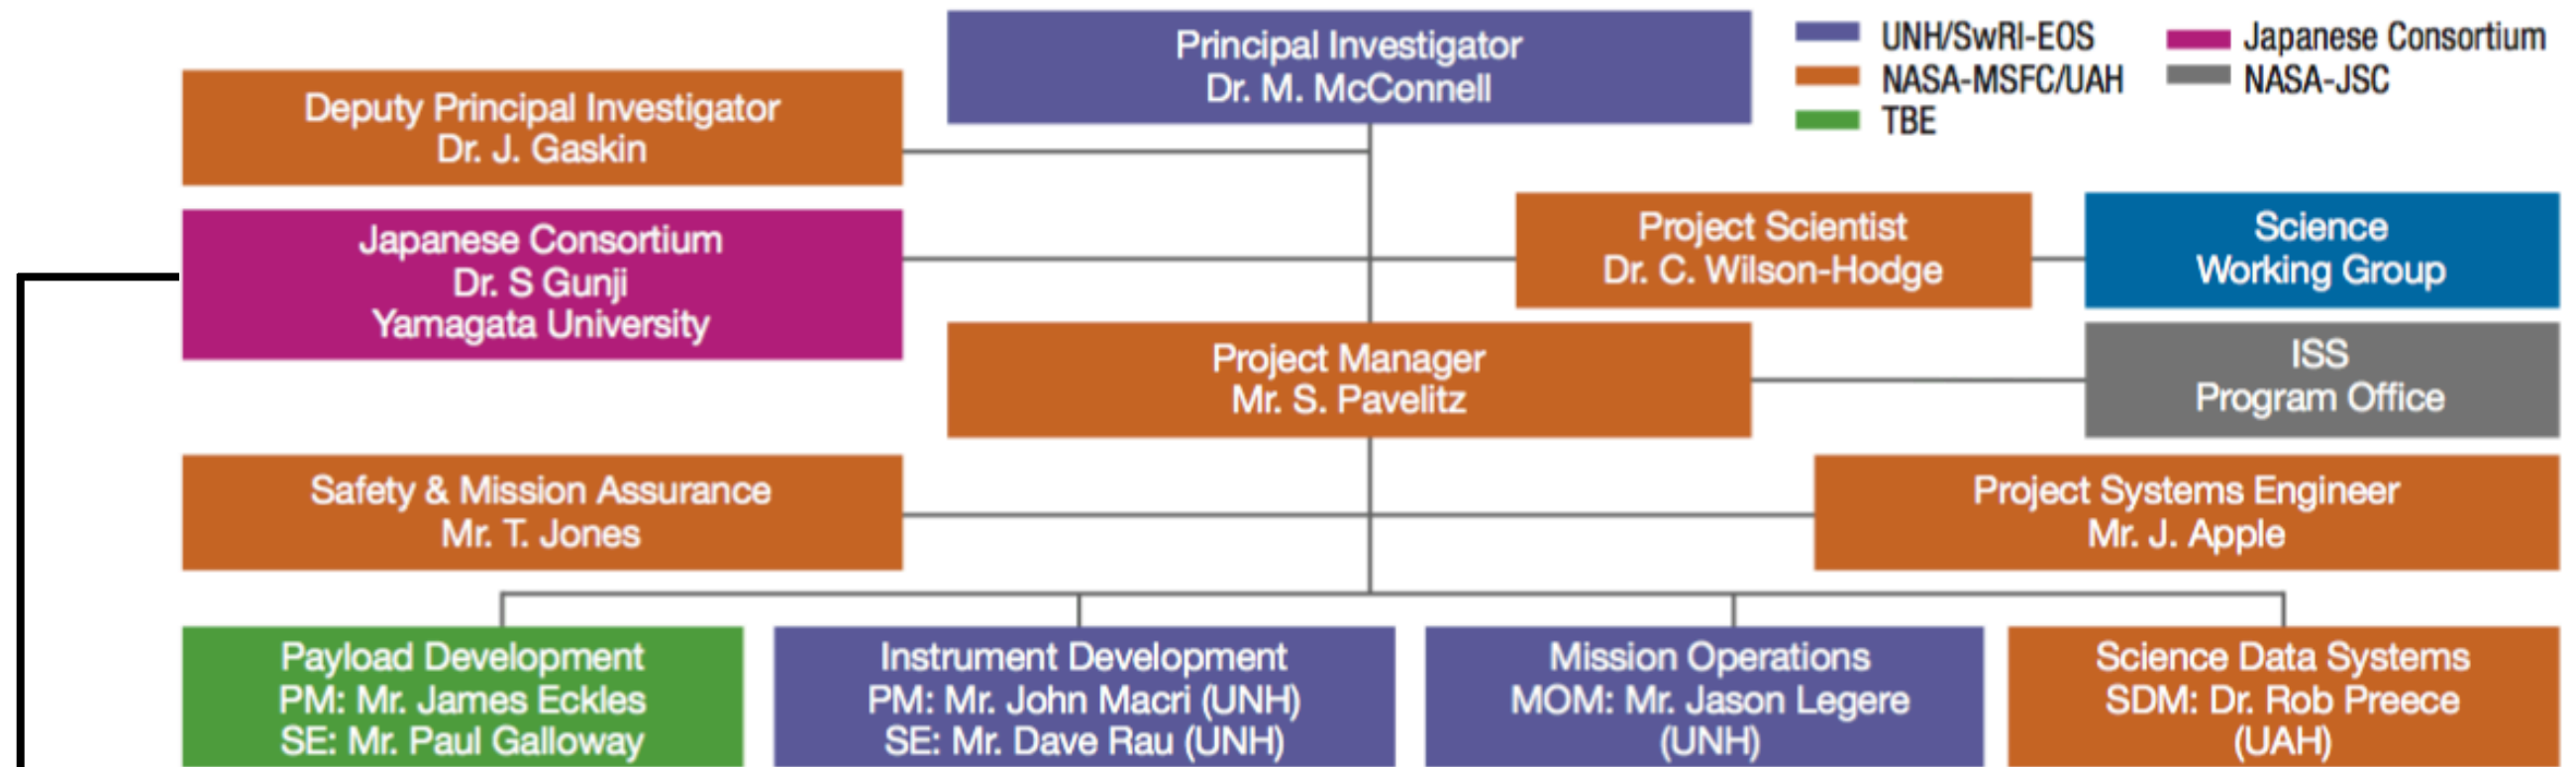 Principal Investigator
Dr. M. McConnell
UNH/SwRI-EOS
NASA-MSFC/UAH
TBE
Japanese Consortium
NASA-JSC
Deputy Principal Investigator
Dr. J. Gaskin
Japanese Consortium
Dr. S Gunji
Yamagata University
Project Scientist
Dr. C. Wilson-Hodge
Science
Working Group
Project Manager
Mr. S. Pavelitz
ISS
Program Office
Safety & Mission Assurance
Mr. T. Jones
Project Systems Engineer
Mr. J. Apple
Payload Development
PM: Mr. James Eckles
SE: Mr. Paul Galloway
Instrument Development
PM: Mr. John Macri (UNH)
SE: Mr. Dave Rau (UNH)
Mission Operations
MOM: Mr. Jason Legere
(UNH)
Science Data Systems
SDM: Dr. Rob Preece
(UAH)